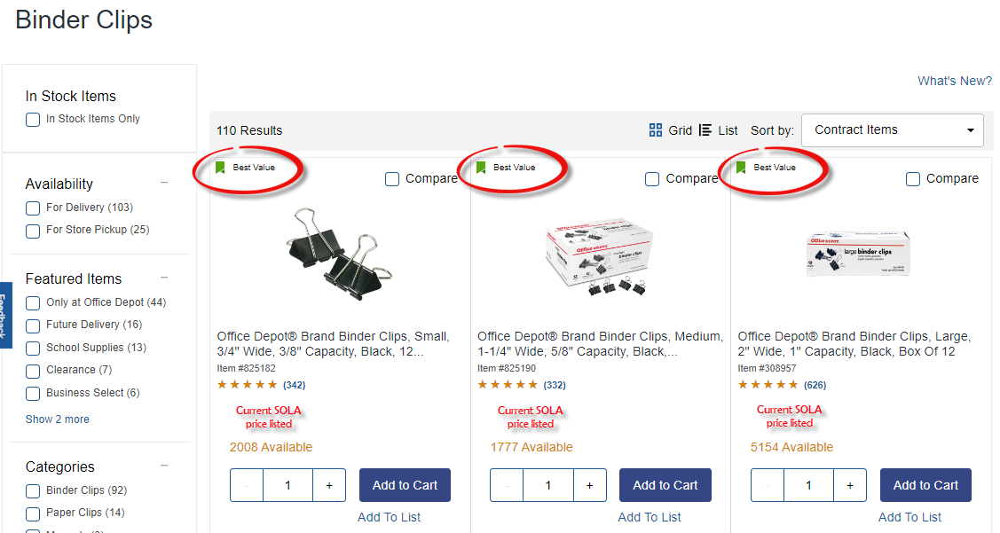 Binder Clips
What's New?
In Stock Items
In Stock Items Only
110 Results
Grid
List
Sort by:
Contract Items
Availability
For Delivery (103)
For Store Pickup (25)
Featured Items
Only at Office Depot (44)
Future Delivery (16)
School Supplies (13)
Clearance (7)
Business Select (6)
Show 2 more
Categories
Binder Clips (92)
Paper Clips (14)
Feedback
Best Value
Compare
Office Depot® Brand Binder Clips, Small,
3/4" Wide, 3/8" Capacity, Black, 12...
Item #825182
(342)
Current SOLA
price listed
2008 Available
- 1 +
Add to Cart
Add To List
Best Value
Compare
Office DEPOT
binder clips
Office Depot® Brand Binder Clips, Medium,
1-1/4" Wide, 5/8" Capacity, Black,...
Item #825190
(332)
Current SOLA
price listed
1777 Available
- 1 +
Add to Cart
Add To List
Best Value
Compare
Office DEPOT
large binder clips
Office Depot® Brand Binder Clips, Large,
2" Wide, 1" Capacity, Black, Box Of 12
Item #308957
(626)
Current SOLA
price listed
5154 Available
- 1 +
Add to Cart
Add To List